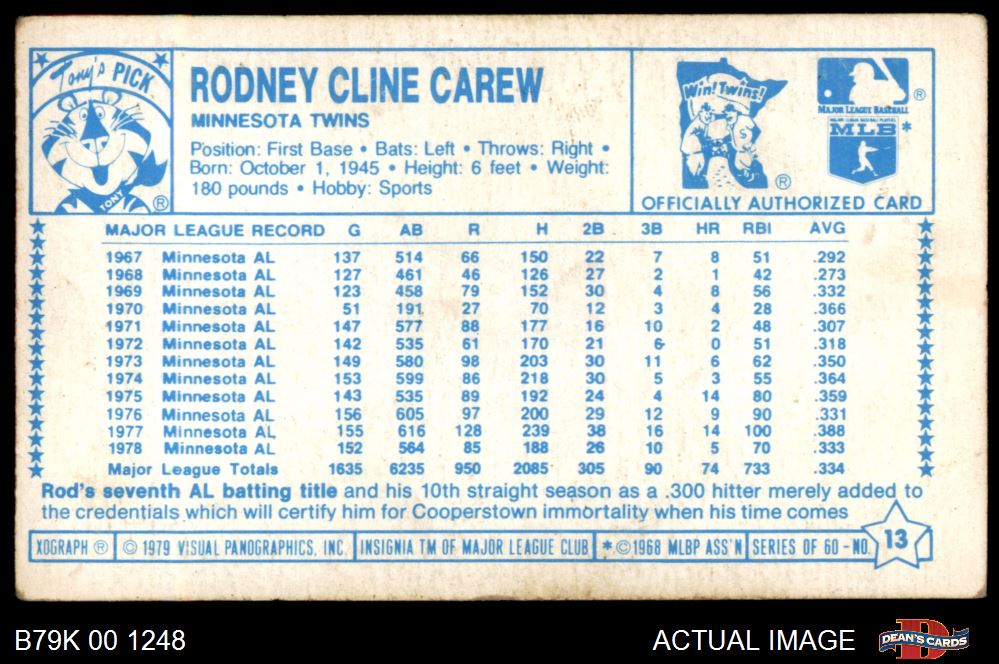 Tony's PICK
TONY ®
RODNEY CLINE CAREW
MINNESOTA TWINS
Position: First Base • Bats: Left • Throws: Right •
Born: October 1, 1945 • Height: 6 feet • Weight:
180 pounds • Hobby: Sports
Win! Twins! ®
MAJOR LEAGUE BASEBALL ®
MAJOR LEAGUE BASEBALL PLAYERS
MLB *
OFFICIALLY AUTHORIZED CARD
MAJOR LEAGUE RECORD G AB R H 2B 3B HR RBI AVG
1967 Minnesota AL 137 514 66 150 22 7 8 51 .292
1968 Minnesota AL 127 461 46 126 27 2 1 42 .273
1969 Minnesota AL 123 458 79 152 30 4 8 56 .332
1970 Minnesota AL 51 191 27 70 12 3 4 28 .366
1971 Minnesota AL 147 577 88 177 16 10 2 48 .307
1972 Minnesota AL 142 535 61 170 21 6 0 51 .318
1973 Minnesota AL 149 580 98 203 30 11 6 62 .350
1974 Minnesota AL 153 599 86 218 30 5 3 55 .364
1975 Minnesota AL 143 535 89 192 24 4 14 80 .359
1976 Minnesota AL 156 605 97 200 29 12 9 90 .331
1977 Minnesota AL 155 616 128 239 38 16 14 100 .388
1978 Minnesota AL 152 564 85 188 26 10 5 70 .333
Major League Totals 1635 6235 950 2085 305 90 74 733 .334
Rod's seventh AL batting title and his 10th straight season as a .300 hitter merely added to
the credentials which will certify him for Cooperstown immortality when his time comes
XOGRAPH ® © 1979 VISUAL PANOGRAPHICS, INC. INSIGNIA TM OF MAJOR LEAGUE CLUB * © 1968 MLBP ASS'N SERIES OF 60 - NO. 13
B79K 00 1248 ACTUAL IMAGE DEAN'S CARDS